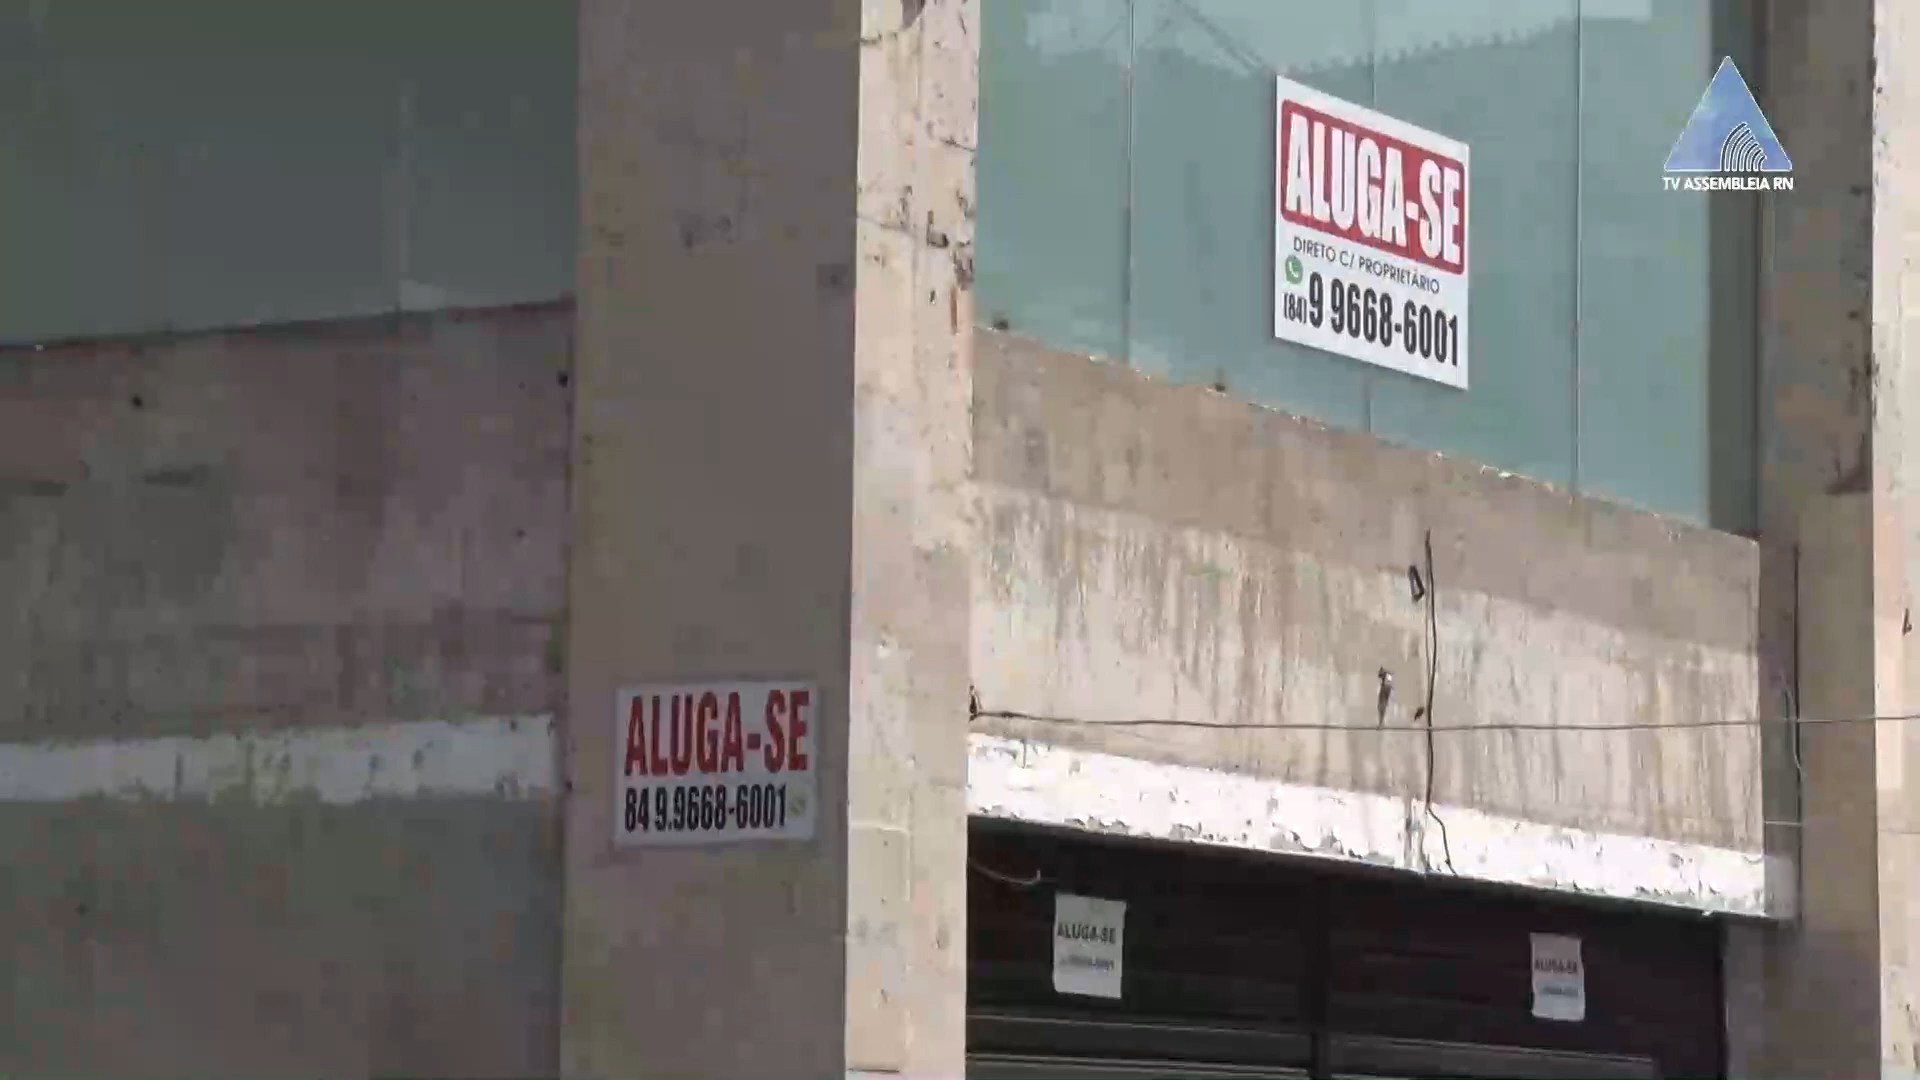 ALUGA-SE
DIRETO C/ PROPRIETÁRIO
(84) 9 9668-6001
TV ASSEMBLEIA RN
ALUGA-SE
84 9.9668-6001
ALUGA-SE
ALUGA-SE